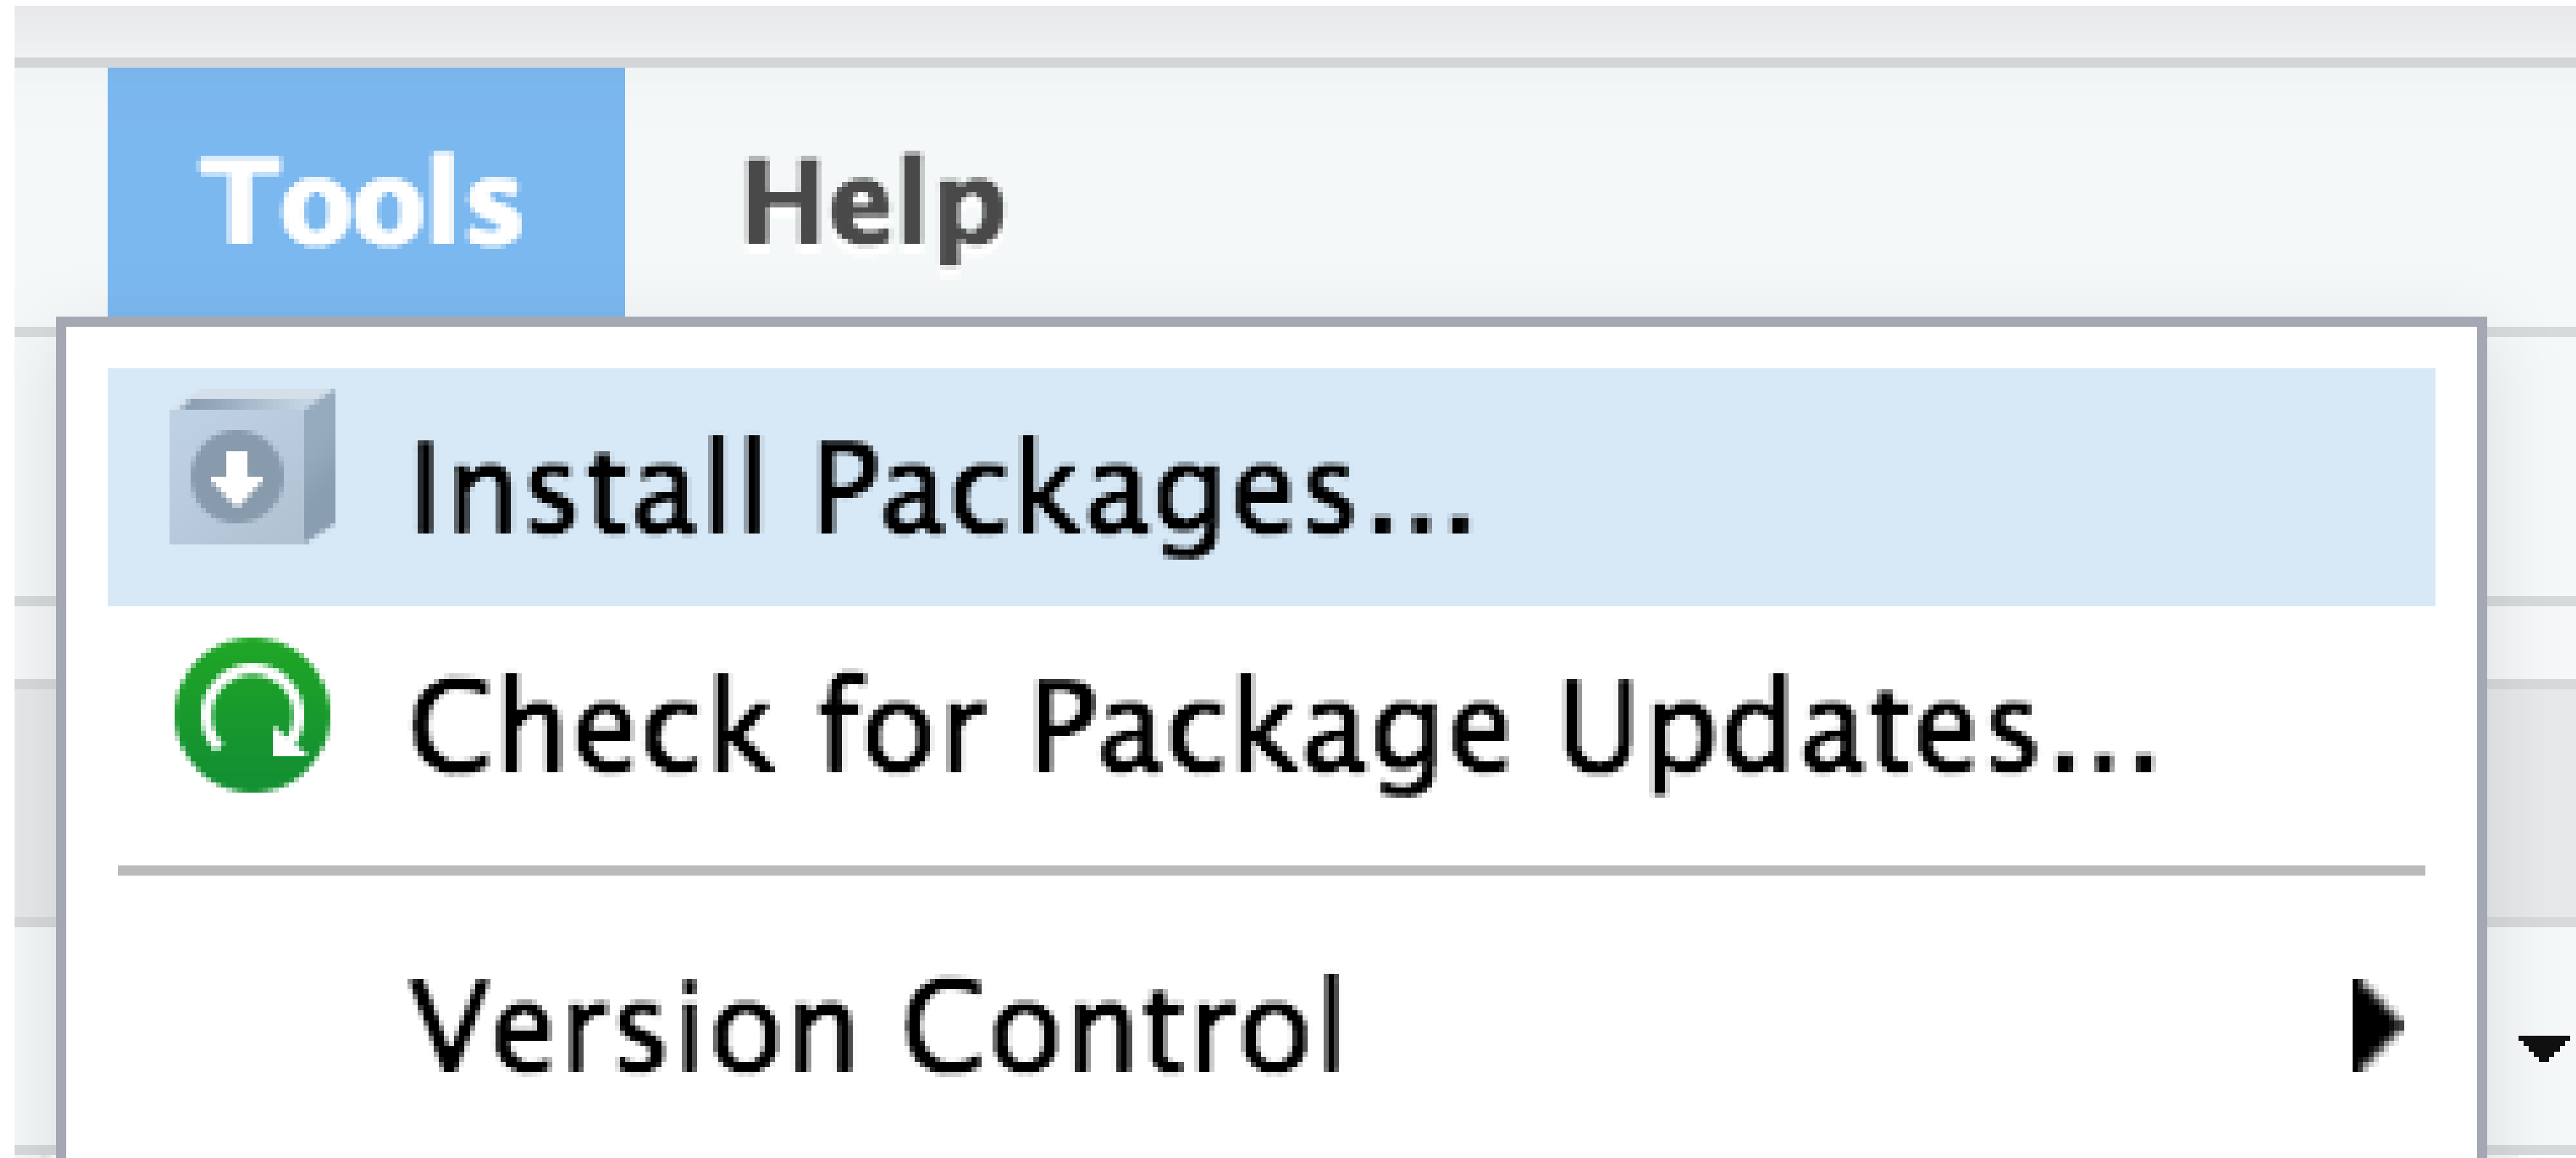 Tools Help
Install Packages...
Check for Package Updates...
Version Control